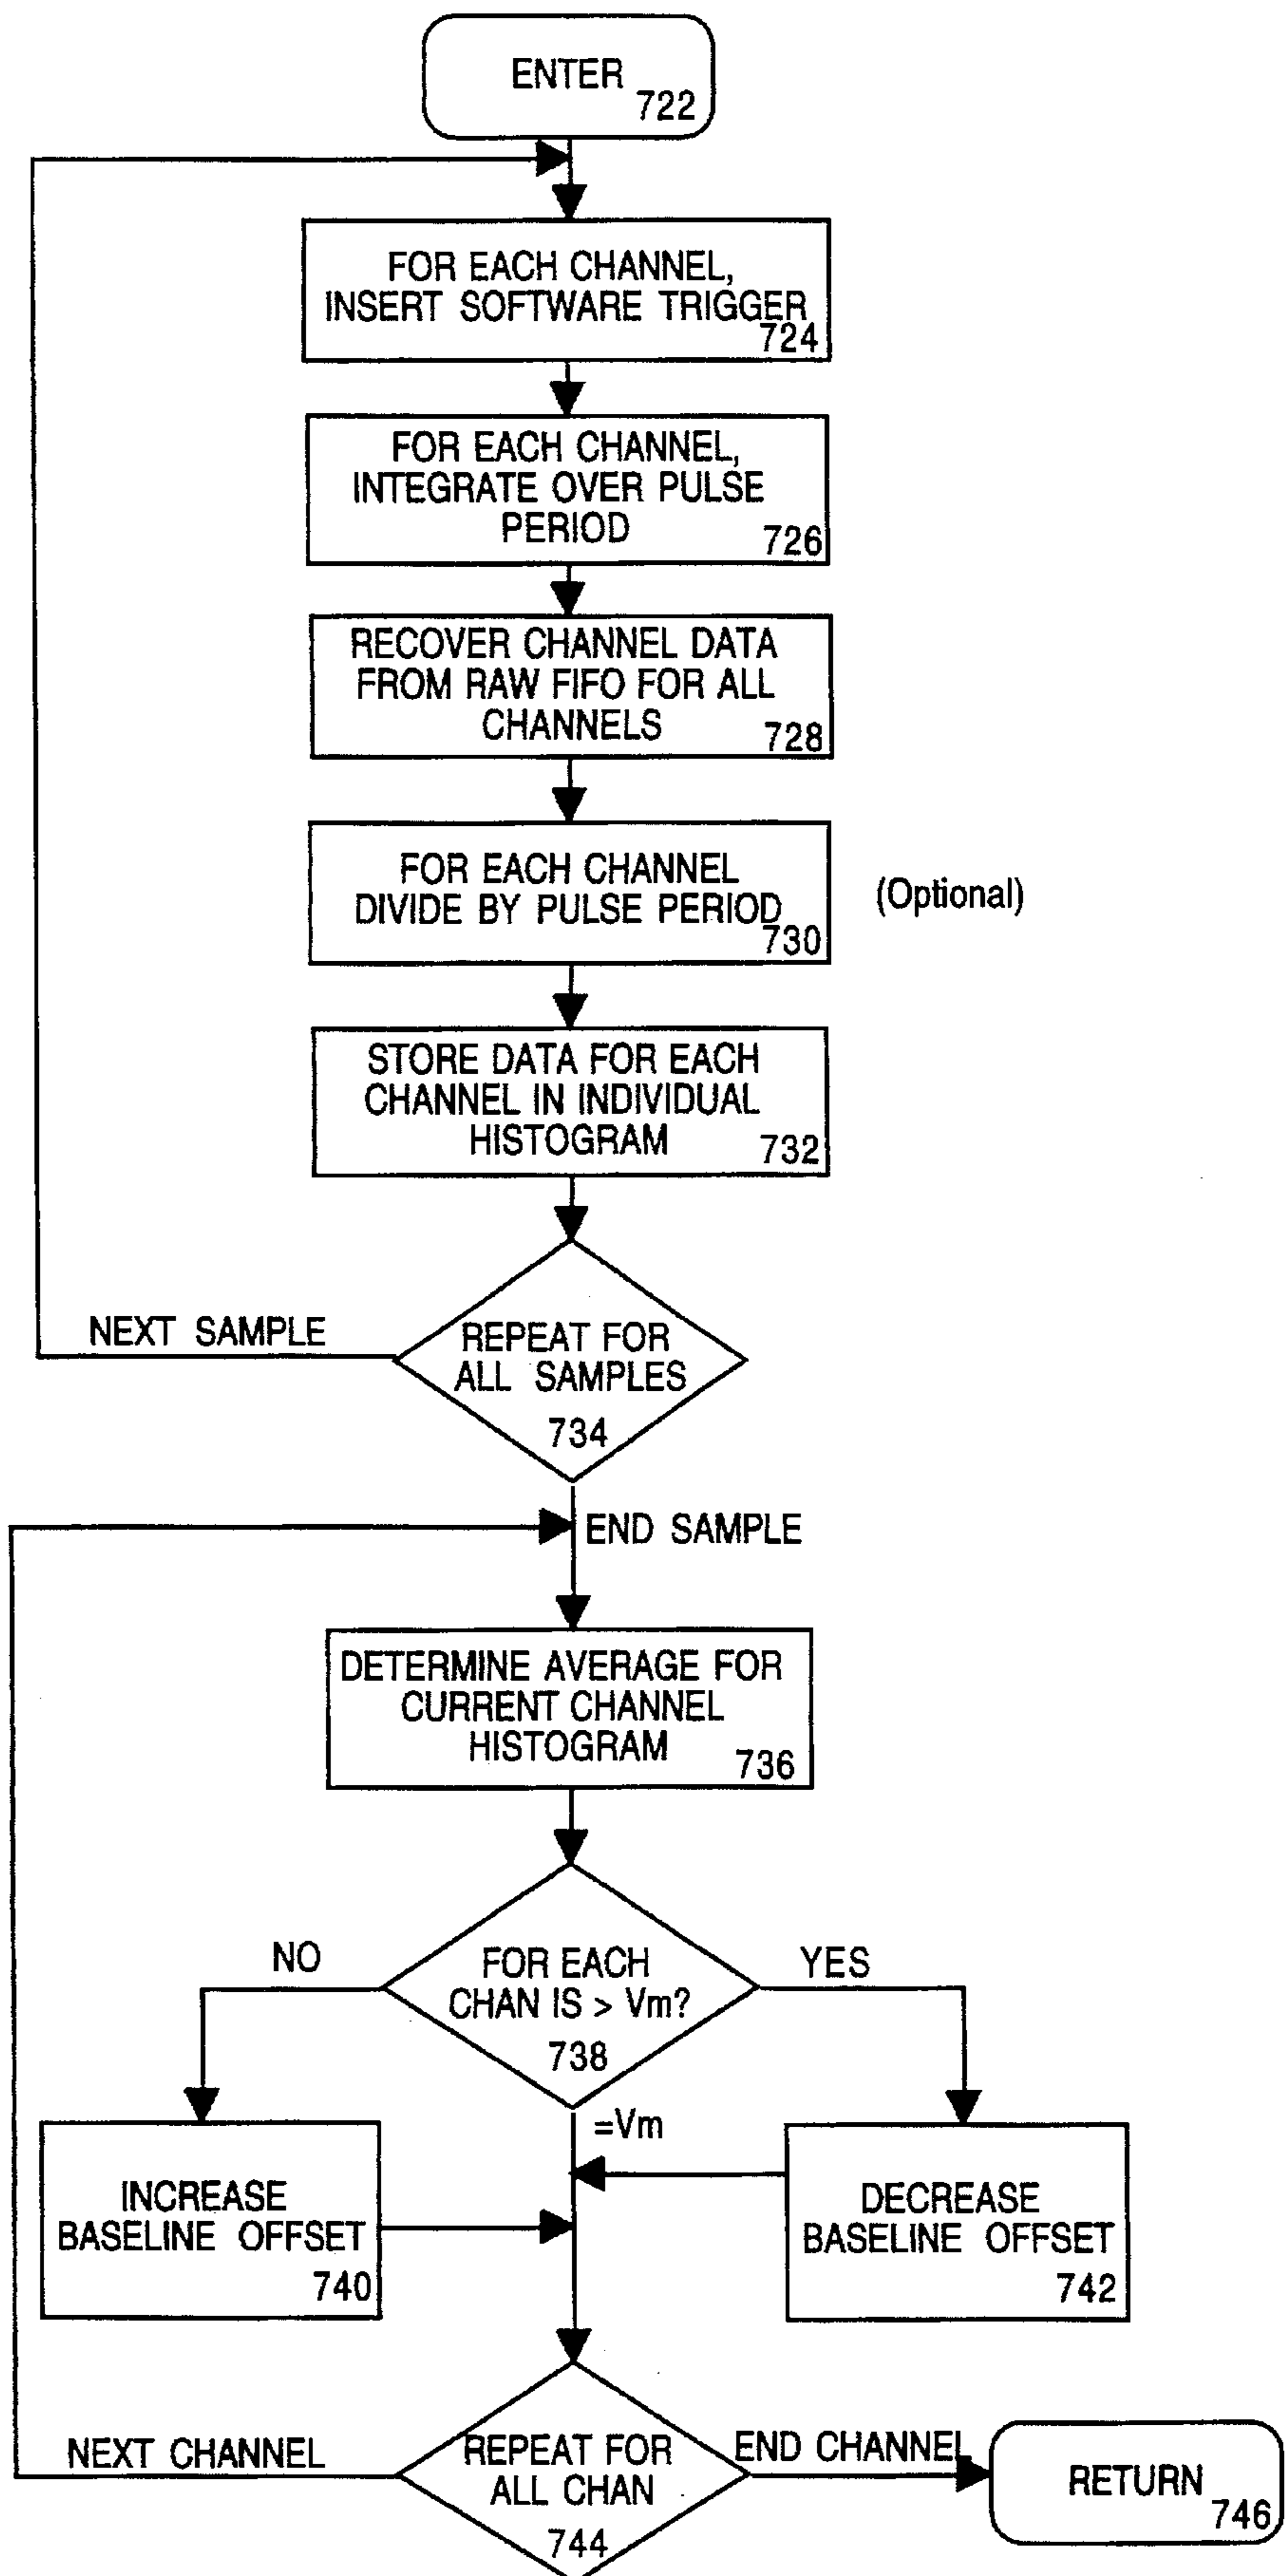 ENTER
722
FOR EACH CHANNEL,
INSERT SOFTWARE TRIGGER
724
FOR EACH CHANNEL,
INTEGRATE OVER PULSE
PERIOD
726
RECOVER CHANNEL DATA
FROM RAW FIFO FOR ALL
CHANNELS
728
FOR EACH CHANNEL
DIVIDE BY PULSE PERIOD
730
(Optional)
STORE DATA FOR EACH
CHANNEL IN INDIVIDUAL
HISTOGRAM
732
NEXT SAMPLE
REPEAT FOR
ALL SAMPLES
734
END SAMPLE
DETERMINE AVERAGE FOR
CURRENT CHANNEL
HISTOGRAM
736
NO
FOR EACH
CHAN IS > Vm?
738
YES
=Vm
INCREASE
BASELINE OFFSET
740
DECREASE
BASELINE OFFSET
742
NEXT CHANNEL
REPEAT FOR
ALL CHAN
744
END CHANNEL
RETURN
746